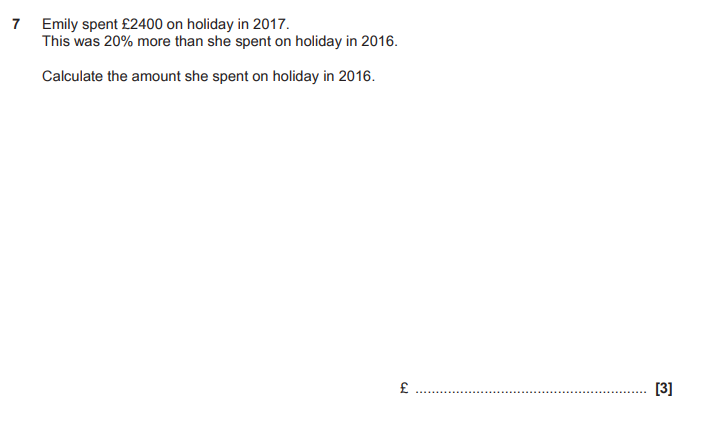 7 Emily spent £2400 on holiday in 2017.
This was 20% more than she spent on holiday in 2016.
Calculate the amount she spent on holiday in 2016.
£ .......................................................... [3]